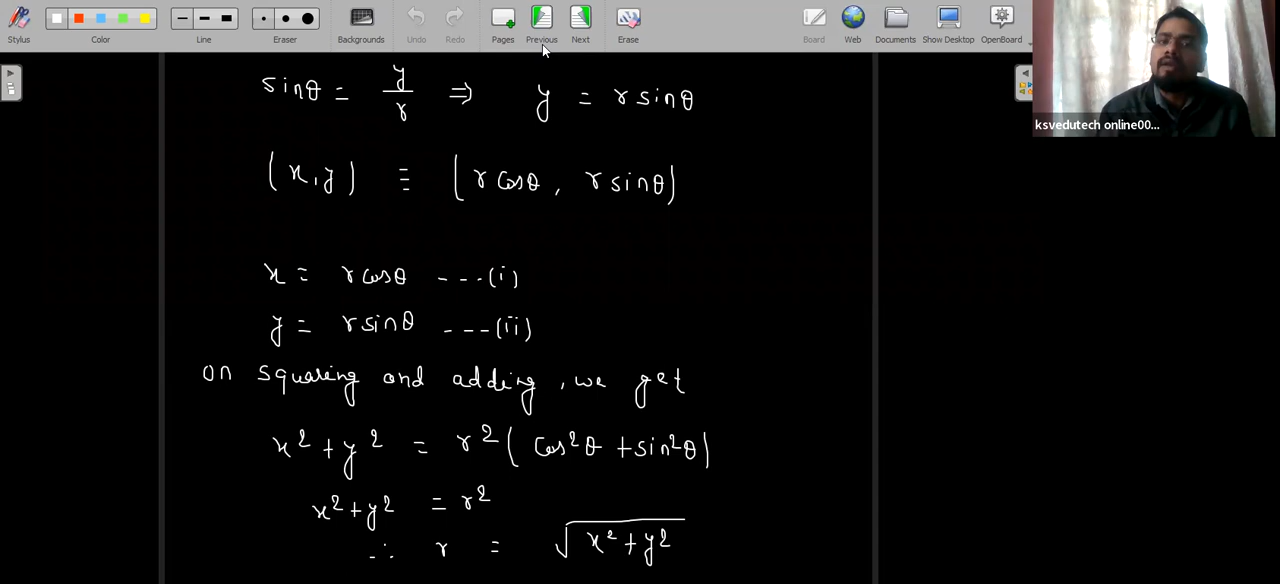 Stylus
Color
Line
Eraser
Backgrounds
Undo
Redo
Pages
Previous
Next
Erase
Board
Web
Documents
Show Desktop
OpenBoard
ksvedutech online00...
sinθ = y/r ⇒ y = r sinθ
(x,y) ≡ (r cosθ, r sinθ)
x = r cosθ ---(i)
y = r sinθ ---(ii)
on squaring and adding, we get
x² + y² = r² (cos²θ + sin²θ)
x² + y² = r²
∴ r = √(x² + y²)